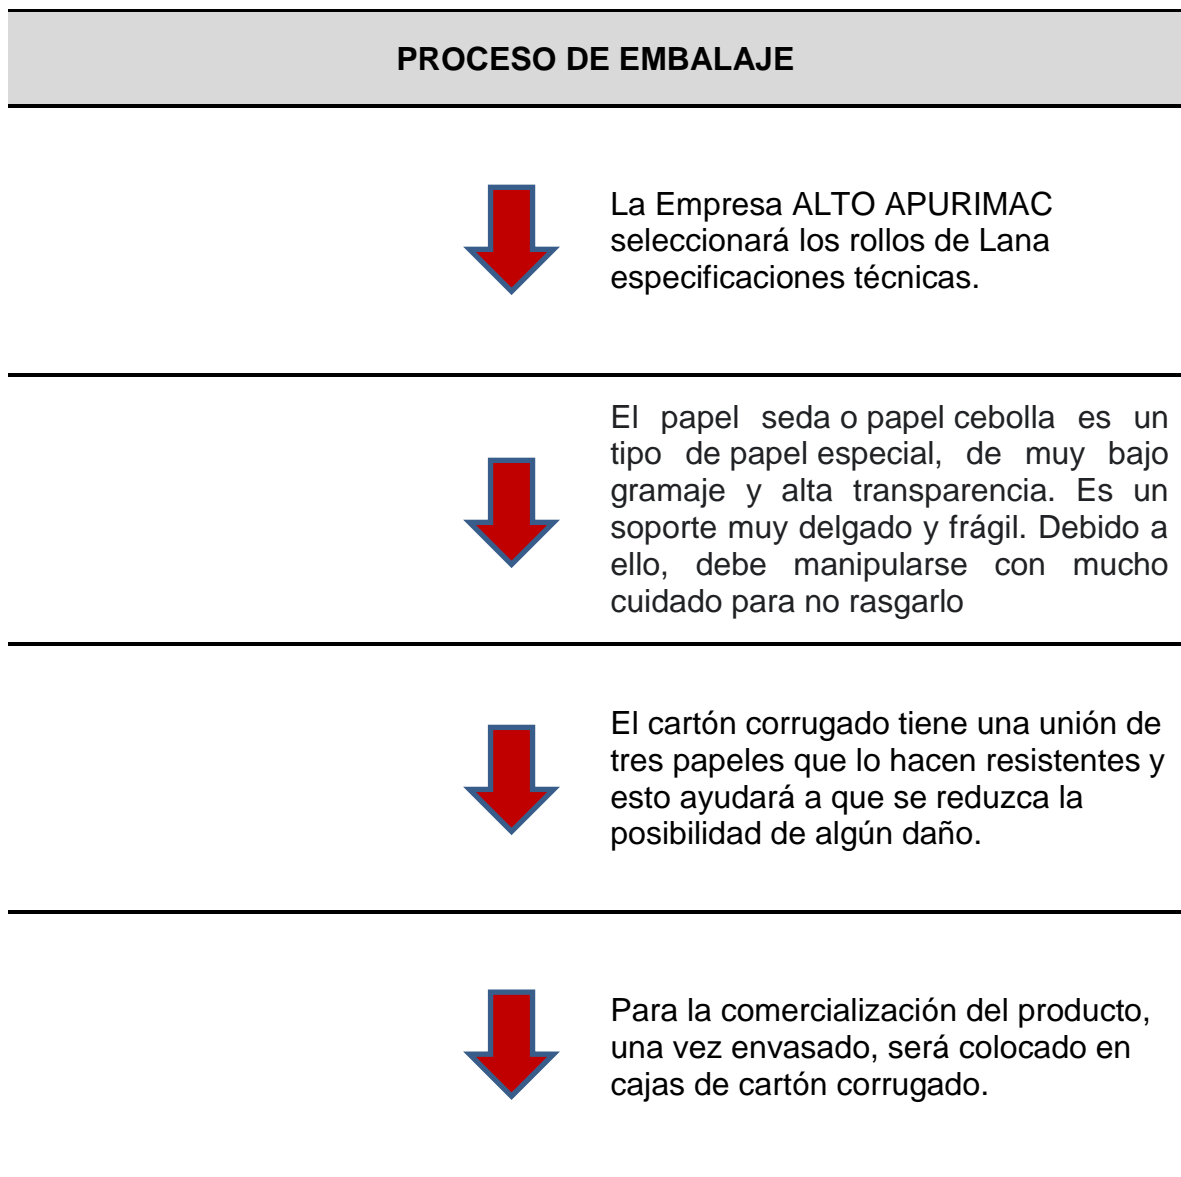 PROCESO DE EMBALAJE
La Empresa ALTO APURIMAC
seleccionará los rollos de Lana
especificaciones técnicas.
El papel seda o papel cebolla es un
tipo de papel especial, de muy bajo
gramaje y alta transparencia. Es un
soporte muy delgado y frágil. Debido a
ello, debe manipularse con mucho
cuidado para no rasgarlo
El cartón corrugado tiene una unión de
tres papeles que lo hacen resistentes y
esto ayudará a que se reduzca la
posibilidad de algún daño.
Para la comercialización del producto,
una vez envasado, será colocado en
cajas de cartón corrugado.